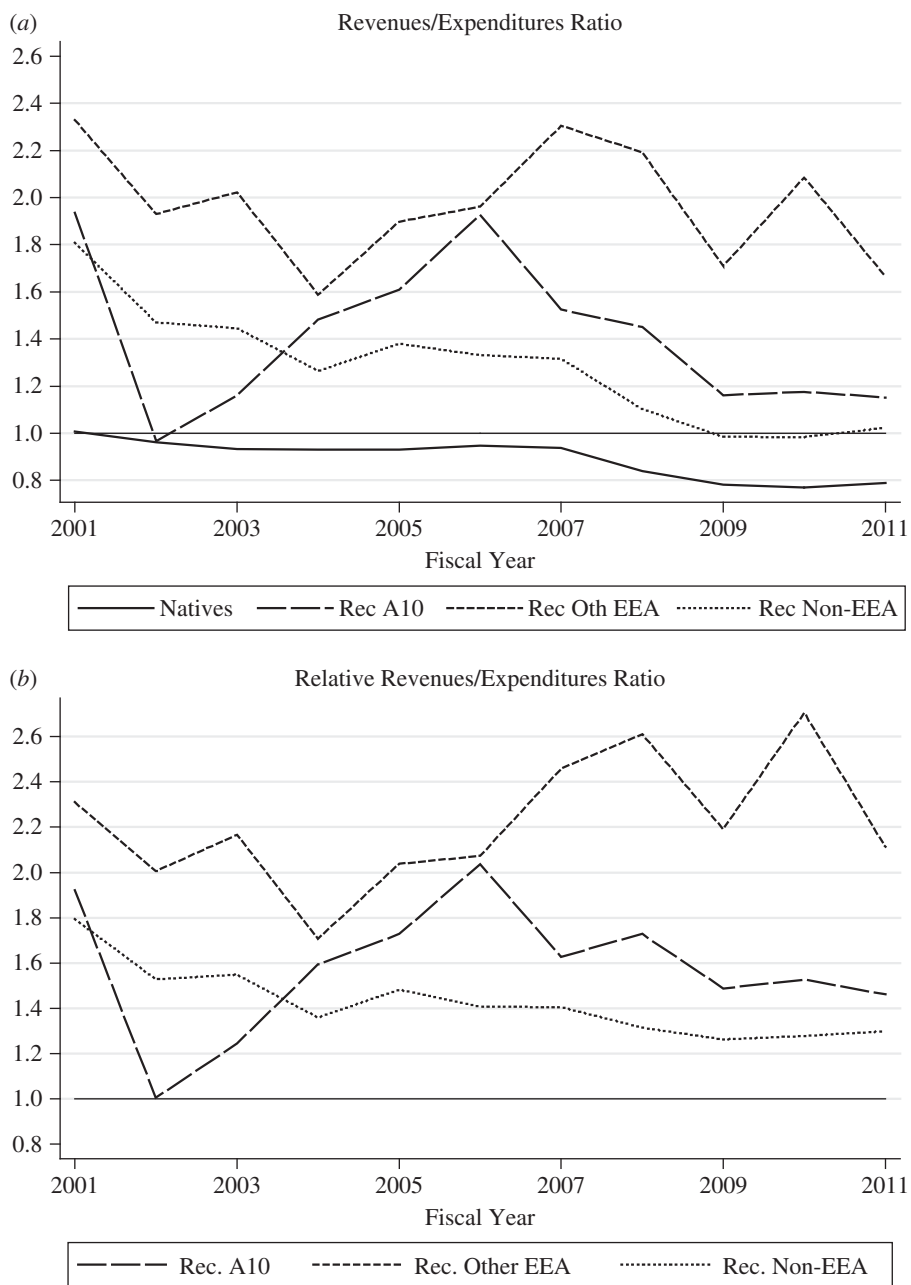 (a) Revenues/Expenditures Ratio
2.6
2.4
2.2
2.0
1.8
1.6
1.4
1.2
1.0
0.8
2001 2003 2005 2007 2009 2011
Fiscal Year
Natives Rec A10 Rec Oth EEA Rec Non-EEA
(b) Relative Revenues/Expenditures Ratio
2.6
2.4
2.2
2.0
1.8
1.6
1.4
1.2
1.0
0.8
2001 2003 2005 2007 2009 2011
Fiscal Year
Rec. A10 Rec. Other EEA Rec. Non-EEA